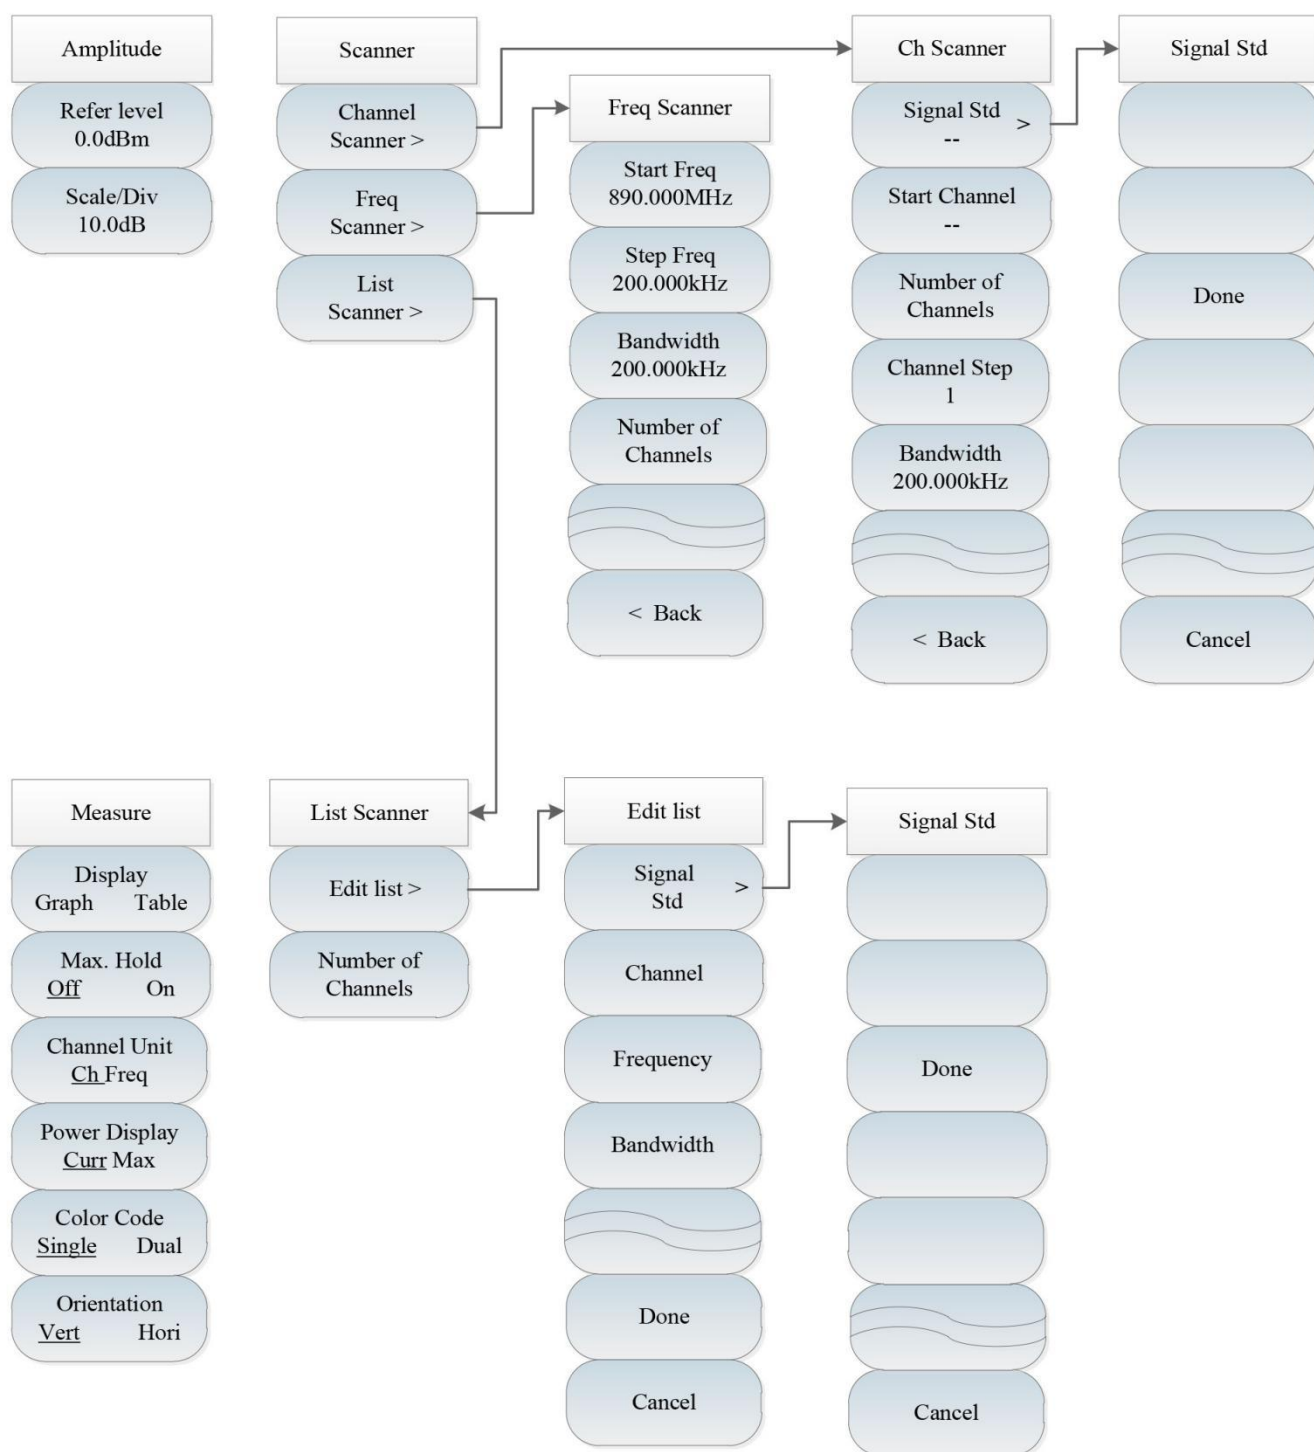 Amplitude
Refer level
0.0dBm
Scale/Div
10.0dB
Scanner
Channel
Scanner >
Freq
Scanner >
List
Scanner >
Freq Scanner
Start Freq
890.000MHz
Step Freq
200.000kHz
Bandwidth
200.000kHz
Number of
Channels
< Back
Ch Scanner
Signal Std >
--
Start Channel
--
Number of
Channels
Channel Step
1
Bandwidth
200.000kHz
< Back
Signal Std
Done
Cancel
Measure
Display
Graph Table
Max. Hold
Off On
Channel Unit
Ch Freq
Power Display
Curr Max
Color Code
Single Dual
Orientation
Vert Hori
List Scanner
Edit list >
Number of
Channels
Edit list
Signal
Std >
Channel
Frequency
Bandwidth
Done
Cancel
Signal Std
Done
Cancel